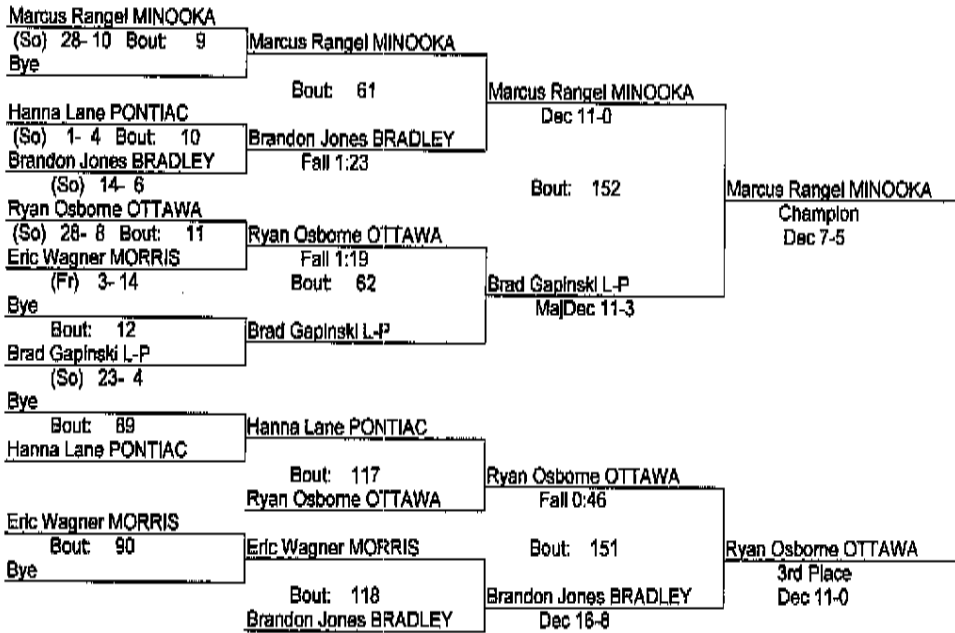 Marcus Rangel MINOOKA
(So) 28- 10 Bout: 9
Bye
Marcus Rangel MINOOKA
Bout: 61
Hanna Lane PONTIAC
(So) 1- 4 Bout: 10
Brandon Jones BRADLEY
(So) 14- 6
Brandon Jones BRADLEY
Fall 1:23
Marcus Rangel MINOOKA
Dec 11-0
Bout: 152
Ryan Osborne OTTAWA
(So) 28- 8 Bout: 11
Eric Wagner MORRIS
(Fr) 3- 14
Ryan Osborne OTTAWA
Fall 1:19
Bout: 62
Bye
Bout: 12
Brad Gapinski L-P
(So) 23- 4
Brad Gapinski L-P
Brad Gapinski L-P
MajDec 11-3
Marcus Rangel MINOOKA
Champion
Dec 7-5
Bye
Bout: 89
Hanna Lane PONTIAC
Hanna Lane PONTIAC
Bout: 117
Ryan Osborne OTTAWA
Ryan Osborne OTTAWA
Fall 0:46
Bout: 151
Eric Wagner MORRIS
Bout: 90
Bye
Eric Wagner MORRIS
Bout: 118
Brandon Jones BRADLEY
Brandon Jones BRADLEY
Dec 16-8
Ryan Osborne OTTAWA
3rd Place
Dec 11-0